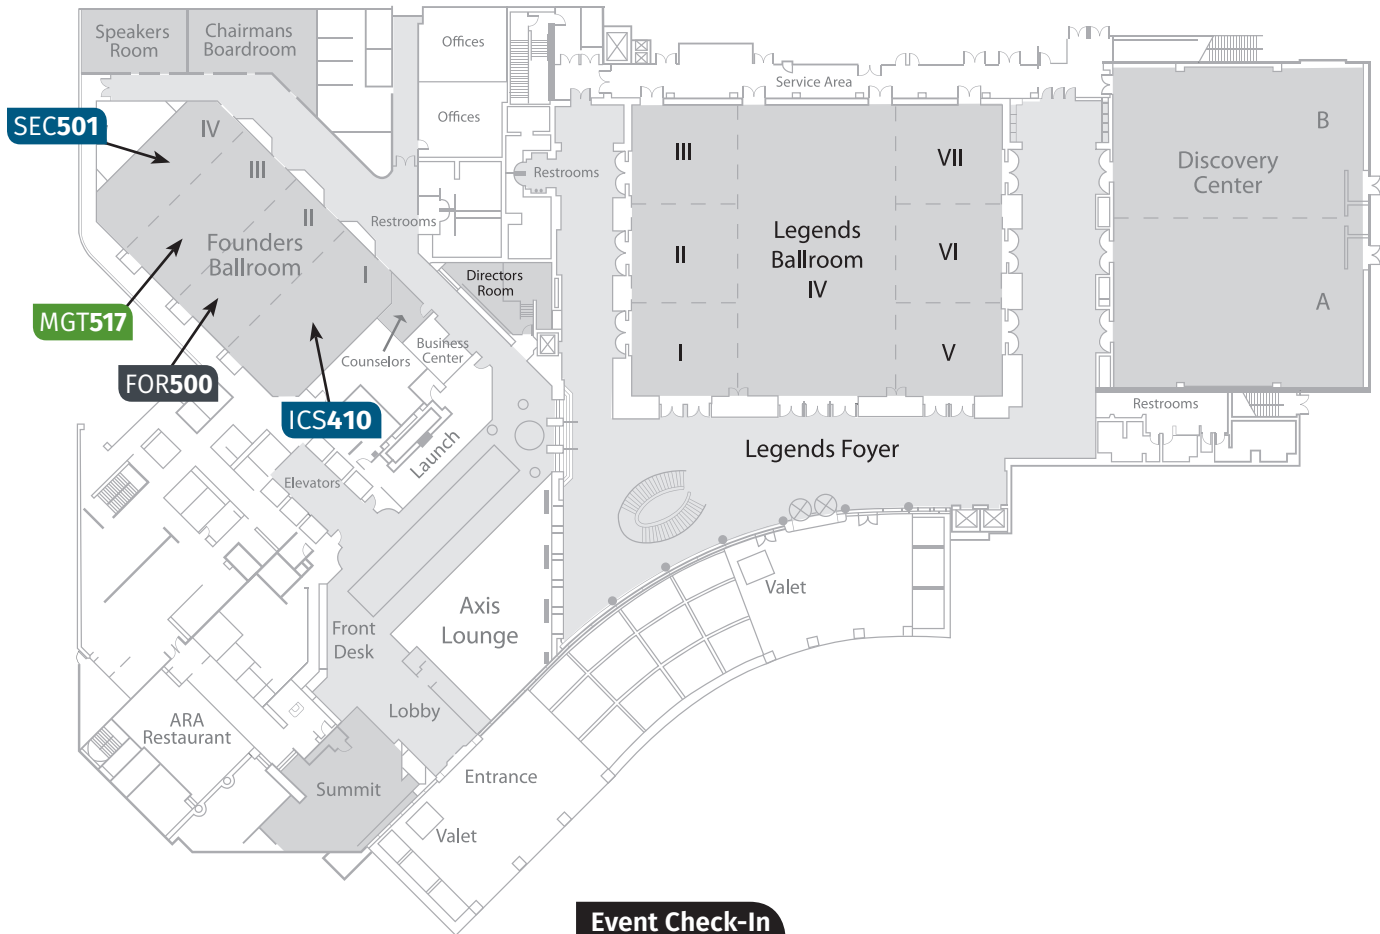 Speakers
Room
Chairmans
Boardroom
Offices
Service Area
SEC501
IV
III
II
I
Founders
Ballroom
Offices
Restrooms
Restrooms
III
VII
Legends
Ballroom
IV
II
VI
I
V
B
Discovery
Center
A
Directors
Room
MGT517
FOR500
ICS410
Counselors
Business
Center
Launch
Elevators
Legends Foyer
Restrooms
Valet
Axis
Lounge
Front
Desk
Lobby
ARA
Restaurant
Summit
Entrance
Valet
Event Check-In